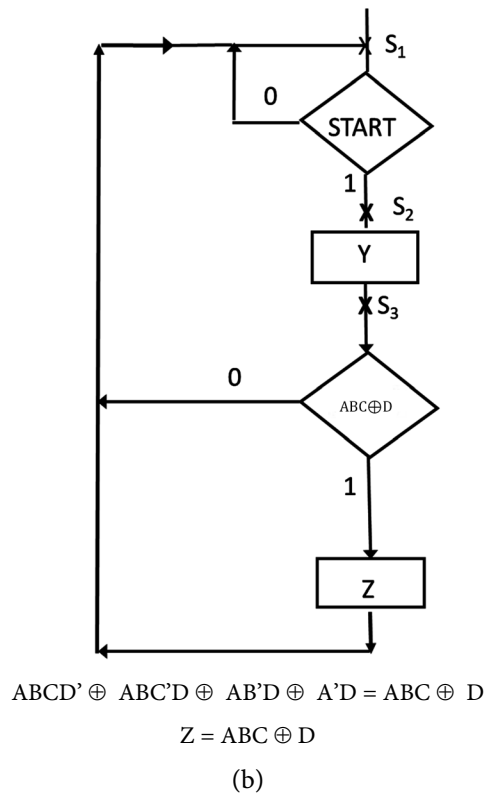 S₁
0
START
1
S₂
Y
S₃
0
ABC⊕D
1
Z
ABCD’ ⊕ ABC’D ⊕ AB’D ⊕ A’D = ABC ⊕ D
Z = ABC ⊕ D
(b)